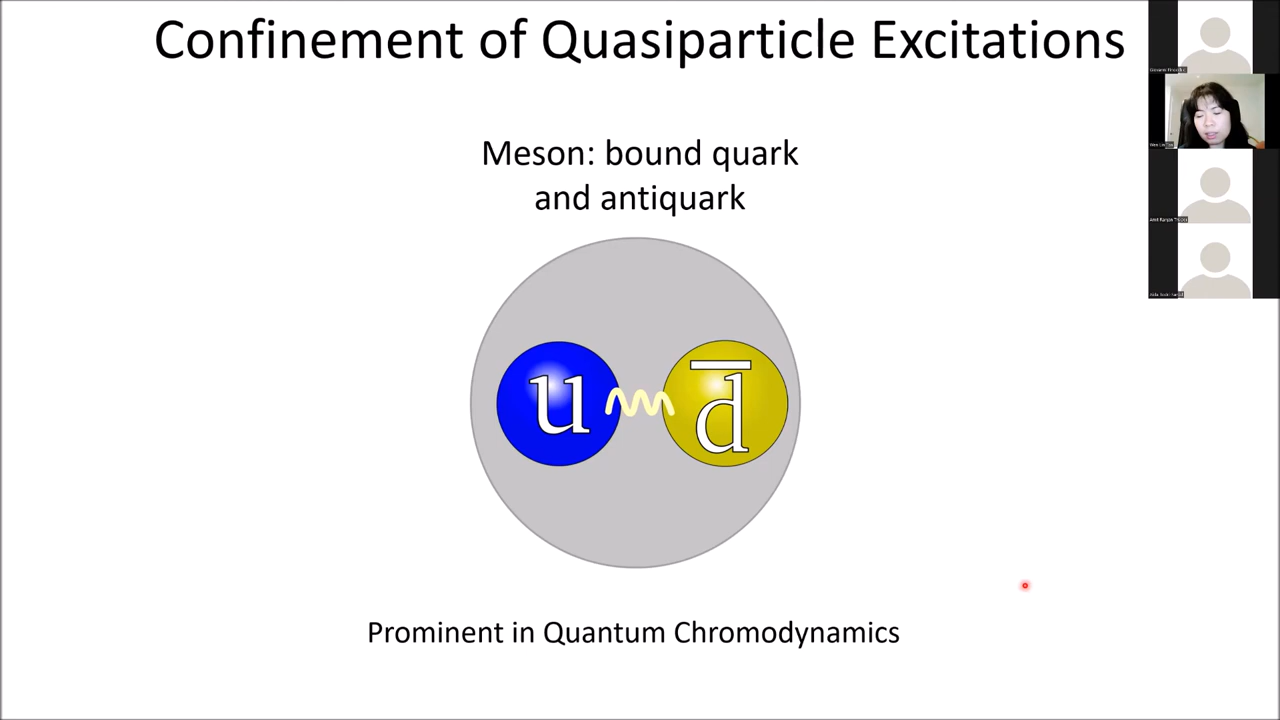 Confinement of Quasiparticle Excitations
Meson: bound quark
and antiquark
u
d̅
Prominent in Quantum Chromodynamics